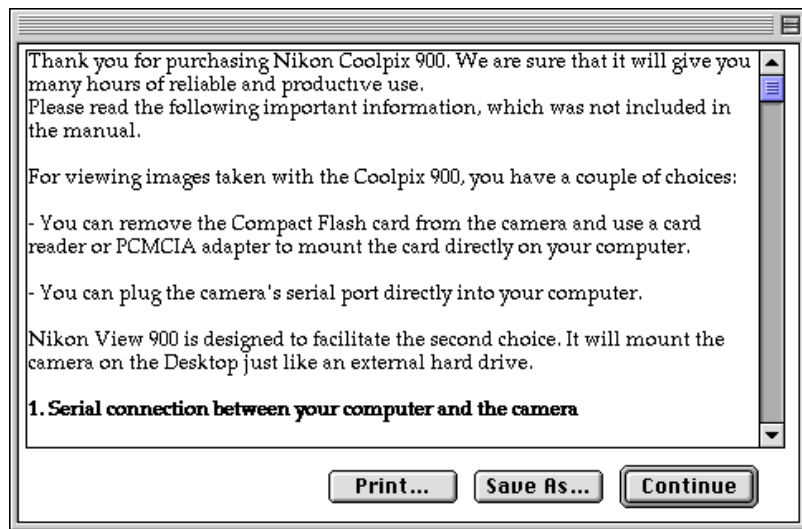 Thank you for purchasing Nikon Coolpix 900. We are sure that it will give you
many hours of reliable and productive use.
Please read the following important information, which was not included in
the manual.
For viewing images taken with the Coolpix 900, you have a couple of choices:
- You can remove the Compact Flash card from the camera and use a card
reader or PCMCIA adapter to mount the card directly on your computer.
- You can plug the camera's serial port directly into your computer.
Nikon View 900 is designed to facilitate the second choice. It will mount the
camera on the Desktop just like an external hard drive.
1. Serial connection between your computer and the camera
Print... Save As... Continue